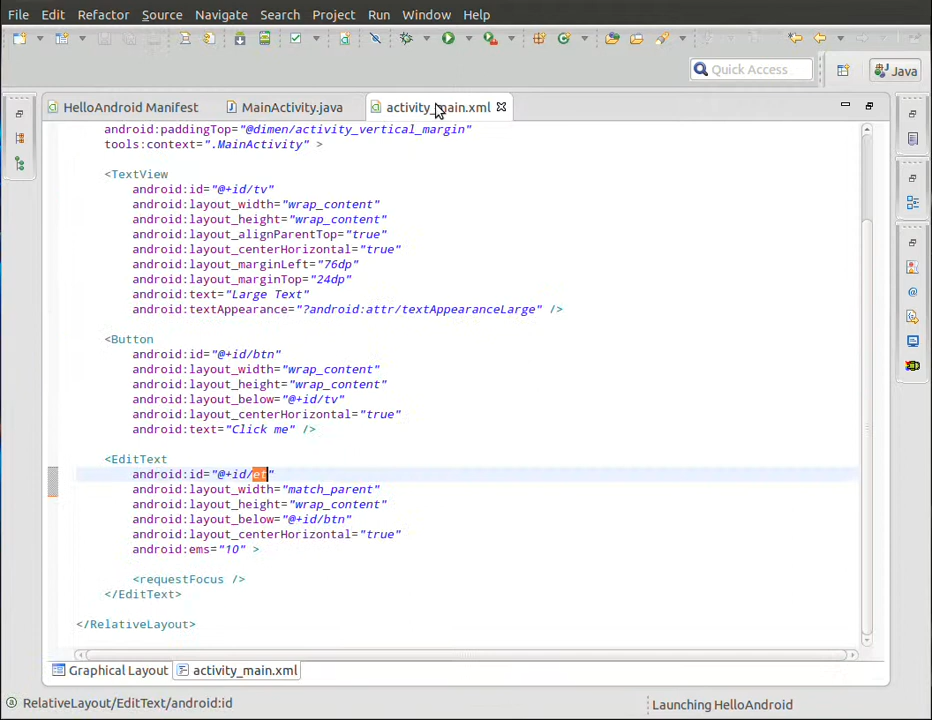 File Edit Refactor Source Navigate Search Project Run Window Help
Quick Access
Java
HelloAndroid Manifest
MainActivity.java
activity_main.xml
android:paddingTop="@dimen/activity_vertical_margin"
tools:context=".MainActivity" >
<TextView
android:id="@+id/tv"
android:layout_width="wrap_content"
android:layout_height="wrap_content"
android:layout_alignParentTop="true"
android:layout_centerHorizontal="true"
android:layout_marginLeft="76dp"
android:layout_marginTop="24dp"
android:text="Large Text"
android:textAppearance="?android:attr/textAppearanceLarge" />
<Button
android:id="@+id/btn"
android:layout_width="wrap_content"
android:layout_height="wrap_content"
android:layout_below="@+id/tv"
android:layout_centerHorizontal="true"
android:text="Click me" />
<EditText
android:id="@+id/et"
android:layout_width="match_parent"
android:layout_height="wrap_content"
android:layout_below="@+id/btn"
android:layout_centerHorizontal="true"
android:ems="10" >
<requestFocus />
</EditText>
</RelativeLayout>
Graphical Layout
activity_main.xml
RelativeLayout/EditText/android:id
Launching HelloAndroid